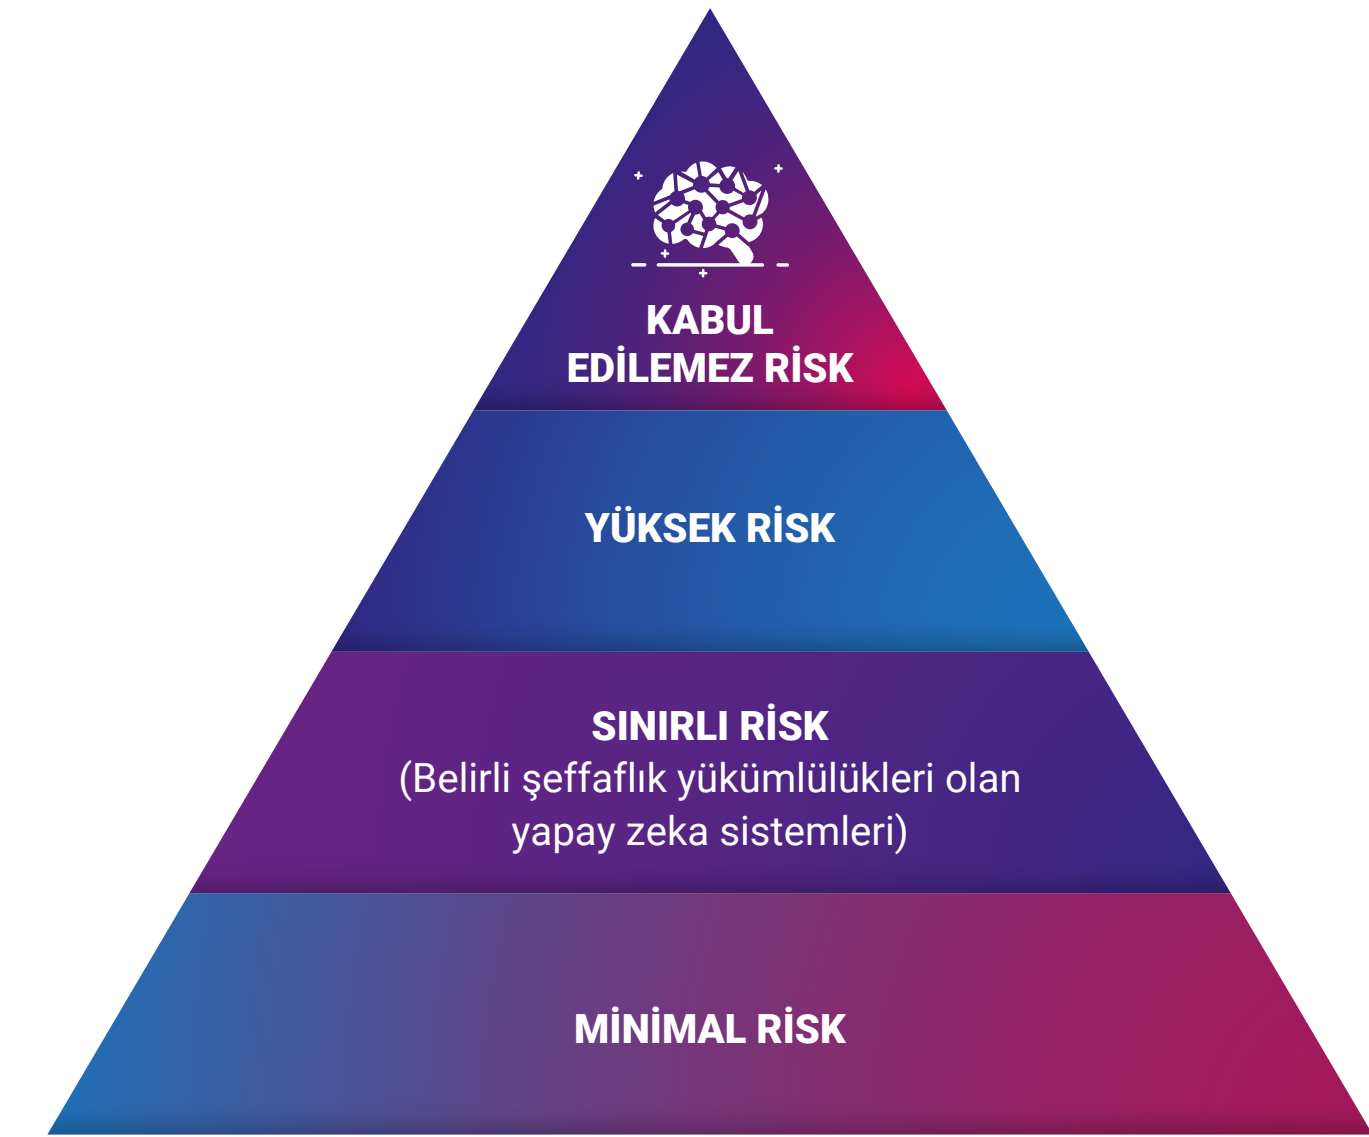 KABUL
EDİLEMEZ RİSK
YÜKSEK RİSK
SINIRLI RİSK
(Belirli şeffaflık yükümlülükleri olan
yapay zeka sistemleri)
MİNİMAL RİSK